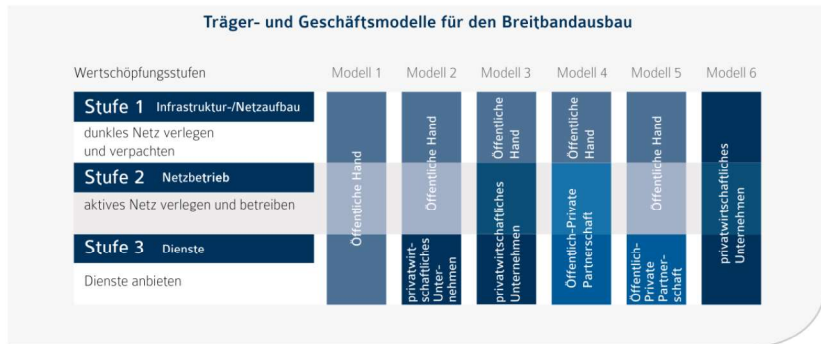 Träger- und Geschäftsmodelle für den Breitbandausbau
Wertschöpfungsstufen
Modell 1
Modell 2
Modell 3
Modell 4
Modell 5
Modell 6
Stufe 1 Infrastruktur-/Netzaufbau
dunkles Netz verlegen
und verpachten
Stufe 2 Netzbetrieb
aktives Netz verlegen und betreiben
Stufe 3 Dienste
Dienste anbieten
Öffentliche Hand
Öffentliche Hand
privatwirt-
schaftliches
Unter-
nehmen
Öffentliche
Hand
privatwirtschaftliches
Unternehmen
Öffentliche
Hand
Öffentlich-Private
Partnerschaft
Öffentliche Hand
Öffentlich-
Private
Partner-
schaft
privatwirtschaftliches
Unternehmen